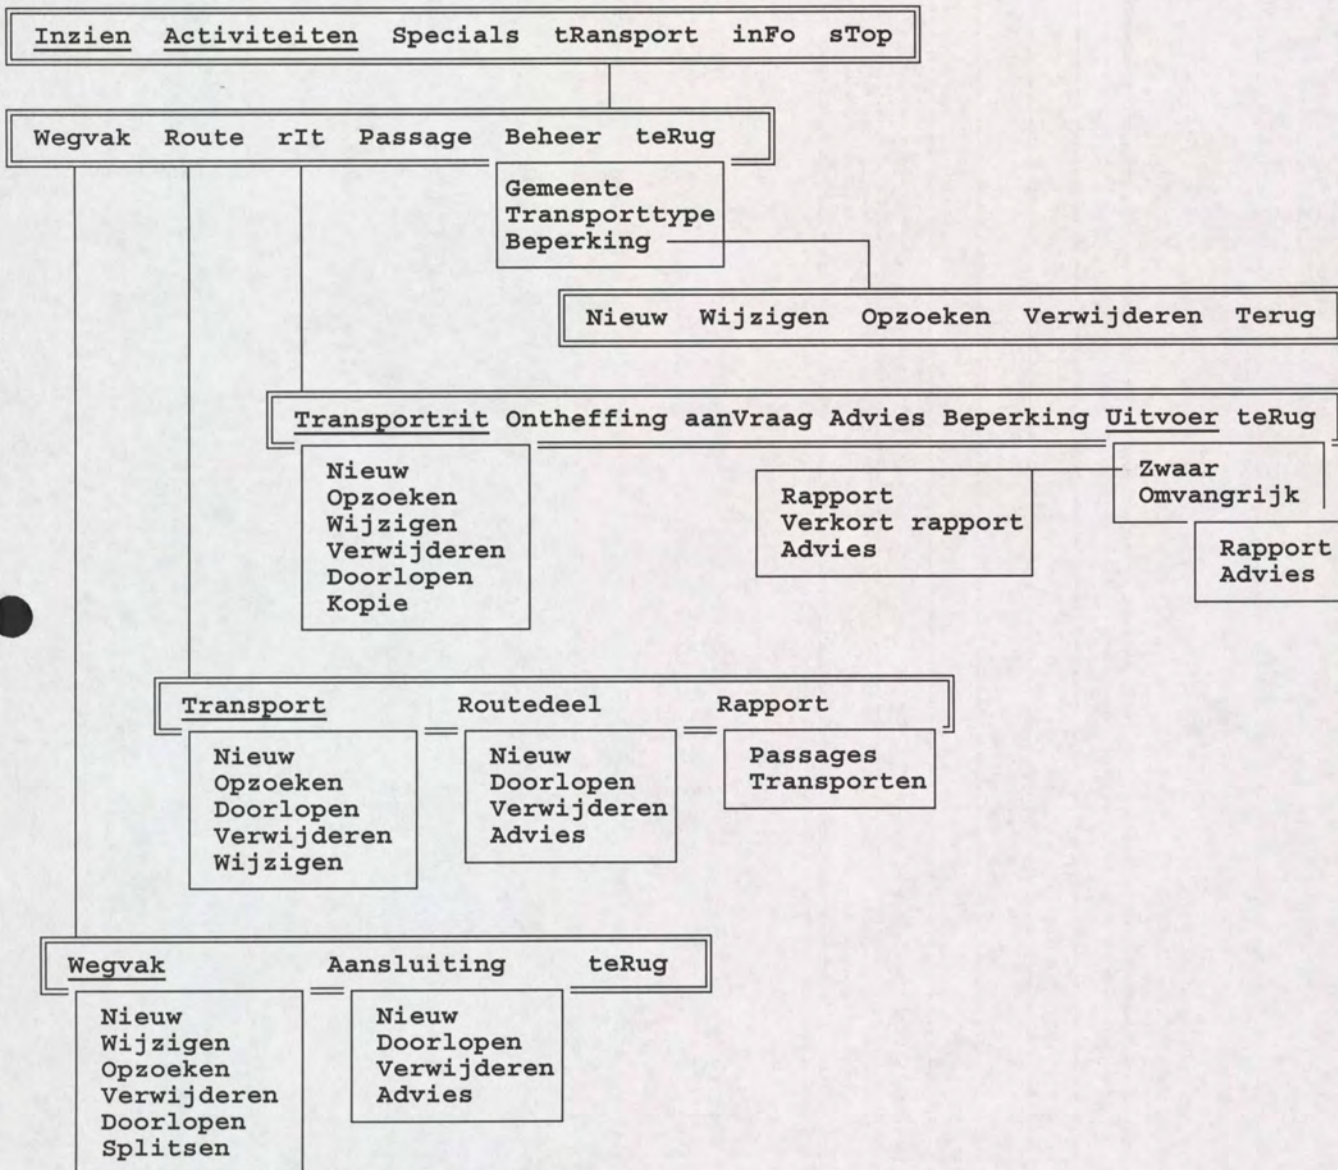 Inzien Activiteiten Specials tRansport inFo sTop
Wegvak Route rIt Passage Beheer teRug
Gemeente
Transporttype
Beperking
Nieuw Wijzigen Opzoeken Verwijderen Terug
Transportrit Ontheffing aanVraag Advies Beperking Uitvoer teRug
Nieuw
Opzoeken
Wijzigen
Verwijderen
Doorlopen
Kopie
Rapport
Verkort rapport
Advies
Zwaar
Omvangrijk
Rapport
Advies
Transport Routedeel Rapport
Nieuw
Opzoeken
Doorlopen
Verwijderen
Wijzigen
Nieuw
Doorlopen
Verwijderen
Advies
Passages
Transporten
Wegvak Aansluiting teRug
Nieuw
Wijzigen
Opzoeken
Verwijderen
Doorlopen
Splitsen
Nieuw
Doorlopen
Verwijderen
Advies